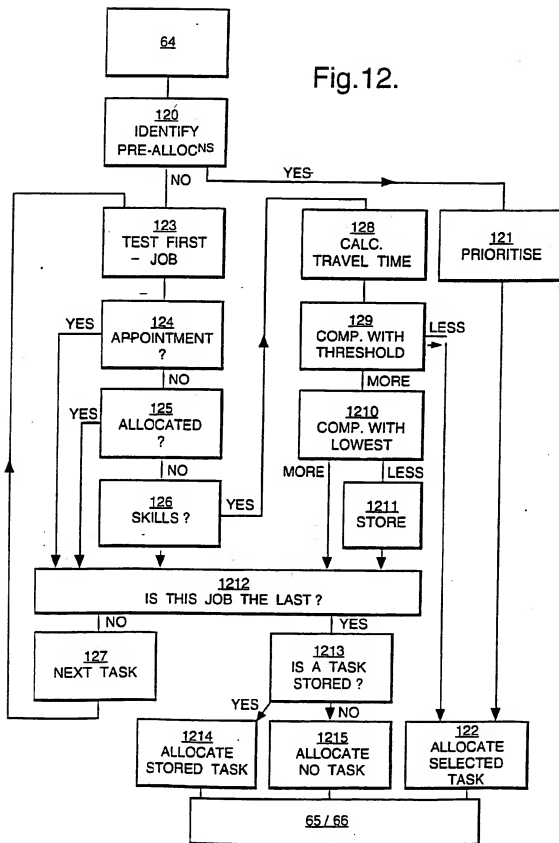 64
Fig.12.
120
IDENTIFY
PRE-ALLOCNS
NO
YES
123
TEST FIRST
– JOB
128
CALC.
TRAVEL TIME
121
PRIORITISE
YES
124
APPOINTMENT
?
NO
129
COMP. WITH
THRESHOLD
LESS
MORE
YES
125
ALLOCATED
?
NO
1210
COMP. WITH
LOWEST
MORE
LESS
126
SKILLS ?
YES
1211
STORE
1212
IS THIS JOB THE LAST ?
NO
YES
127
NEXT TASK
1213
IS A TASK
STORED ?
YES
NO
1214
ALLOCATE
STORED TASK
1215
ALLOCATE
NO TASK
122
ALLOCATE
SELECTED
TASK
65 / 66